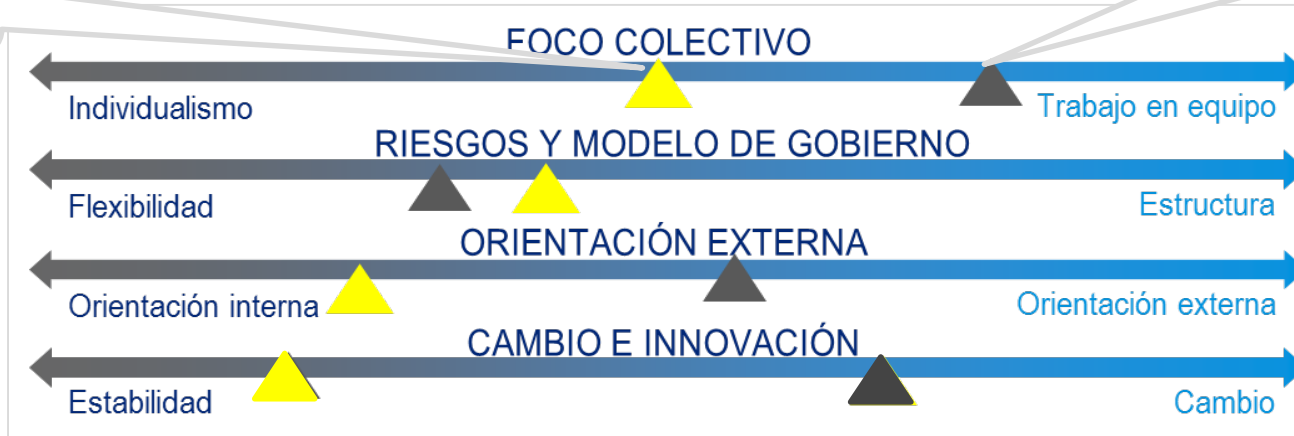 FOCO COLECTIVO
Individualismo
Trabajo en equipo
RIESGOS Y MODELO DE GOBIERNO
Flexibilidad
Estructura
ORIENTACIÓN EXTERNA
Orientación interna
Orientación externa
CAMBIO E INNOVACIÓN
Estabilidad
Cambio